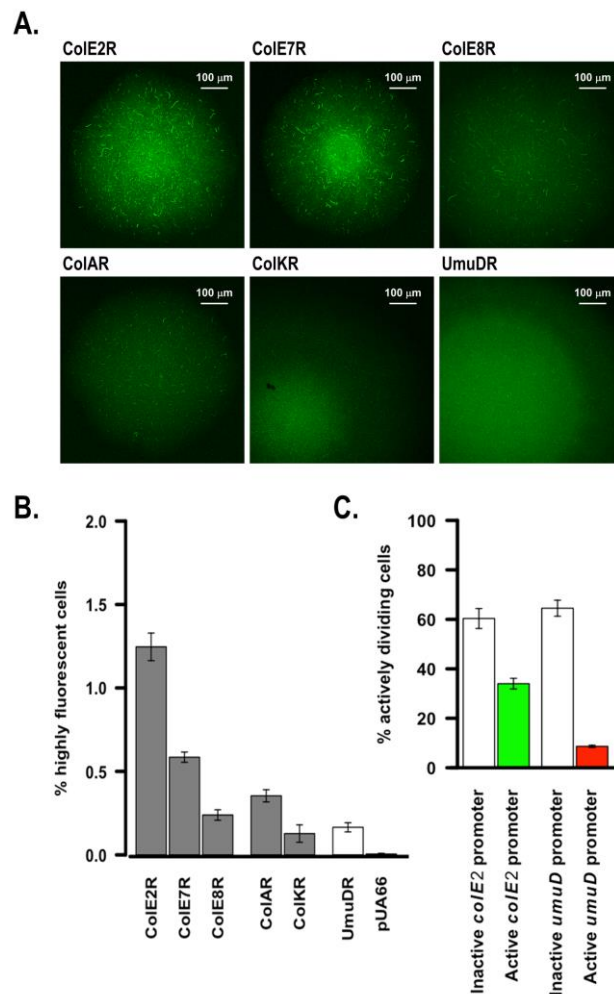 A.
ColE2R ColE7R ColE8R
100 µm 100 µm 100 µm
ColAR ColKR UmuDR
100 µm 100 µm 100 µm
B.
% highly fluorescent cells
2.0
1.5
1.0
0.5
0.0
ColE2R
ColE7R
ColE8R
ColAR
ColKR
UmuDR
pUA66
C.
% actively dividing cells
100
80
60
40
20
0
Inactive colE2 promoter
Active colE2 promoter
Inactive umuD promoter
Active umuD promoter